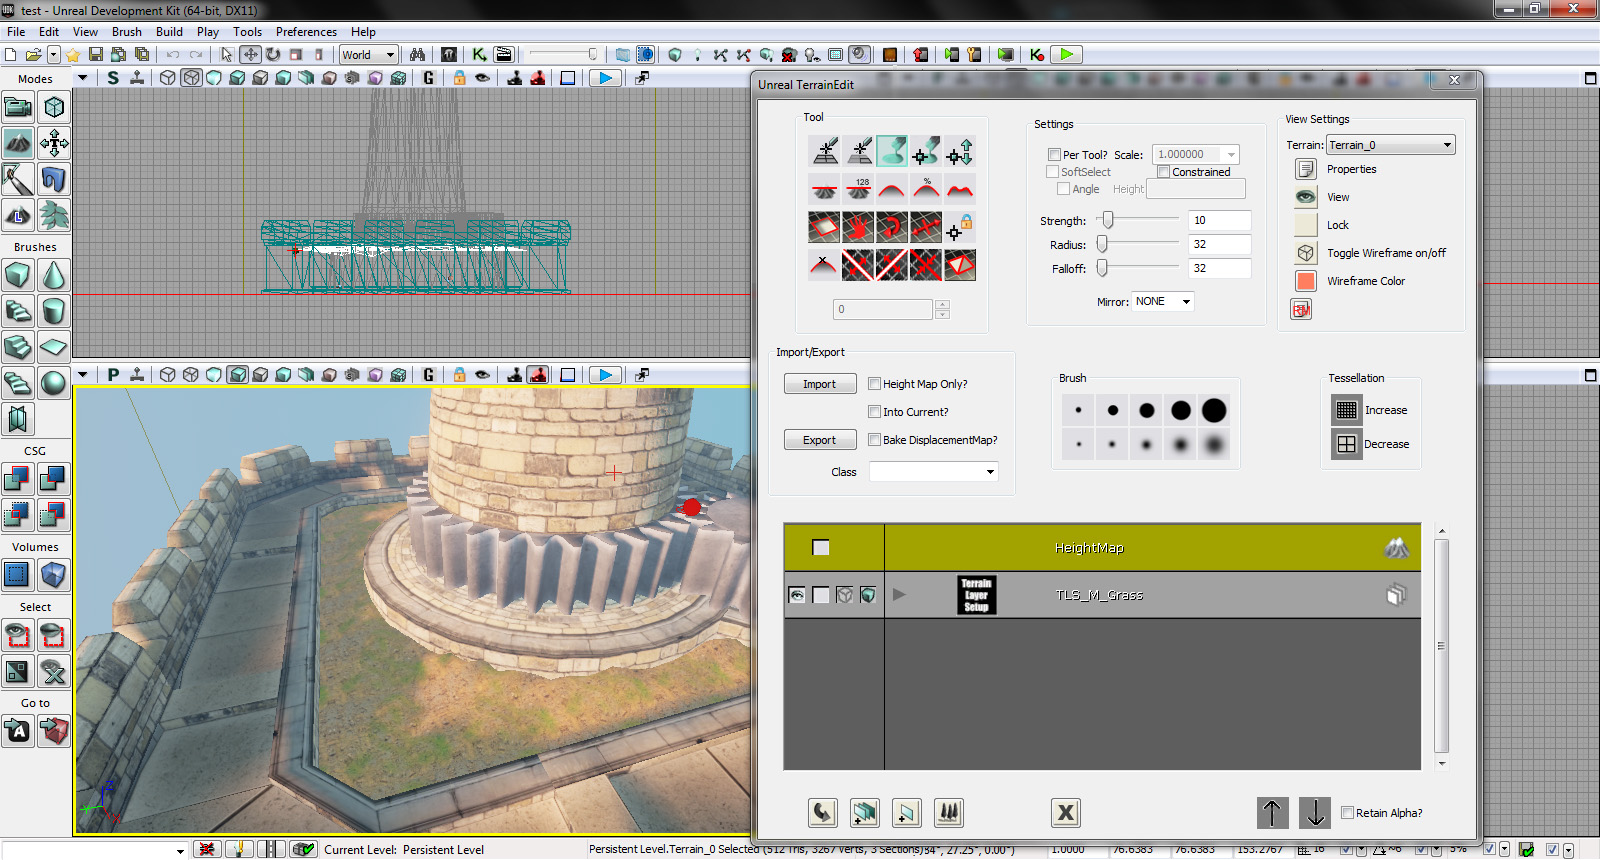 test - Unreal Development Kit (64-bit, DX11)
File Edit View Brush Build Play Tools Preferences Help
World
Modes
Brushes
CSG
Volumes
Select
Go to
S
G
P
G
Unreal TerrainEdit
Tool
128
%
0
Settings
Per Tool? Scale: 1.000000
SoftSelect Constrained
Angle Height
Strength: 10
Radius: 32
Falloff: 32
Mirror: NONE
View Settings
Terrain: Terrain_0
Properties
View
Lock
Toggle Wireframe on/off
Wireframe Color
Import/Export
Import Height Map Only?
Into Current?
Export Bake DisplacementMap?
Class
Brush
Tessellation
Increase
Decrease
HeightMap
Terrain Layer Setup
TLS_M_Grass
X
Retain Alpha?
Current Level: Persistent Level
Persistent Level.Terrain_0 Selected (512 Tris, 3267 Verts, 3 Sections)
84°, 27.25°, 0.00°)
1.0000 76.6383 76.6383 153.2767
16
~6
5%